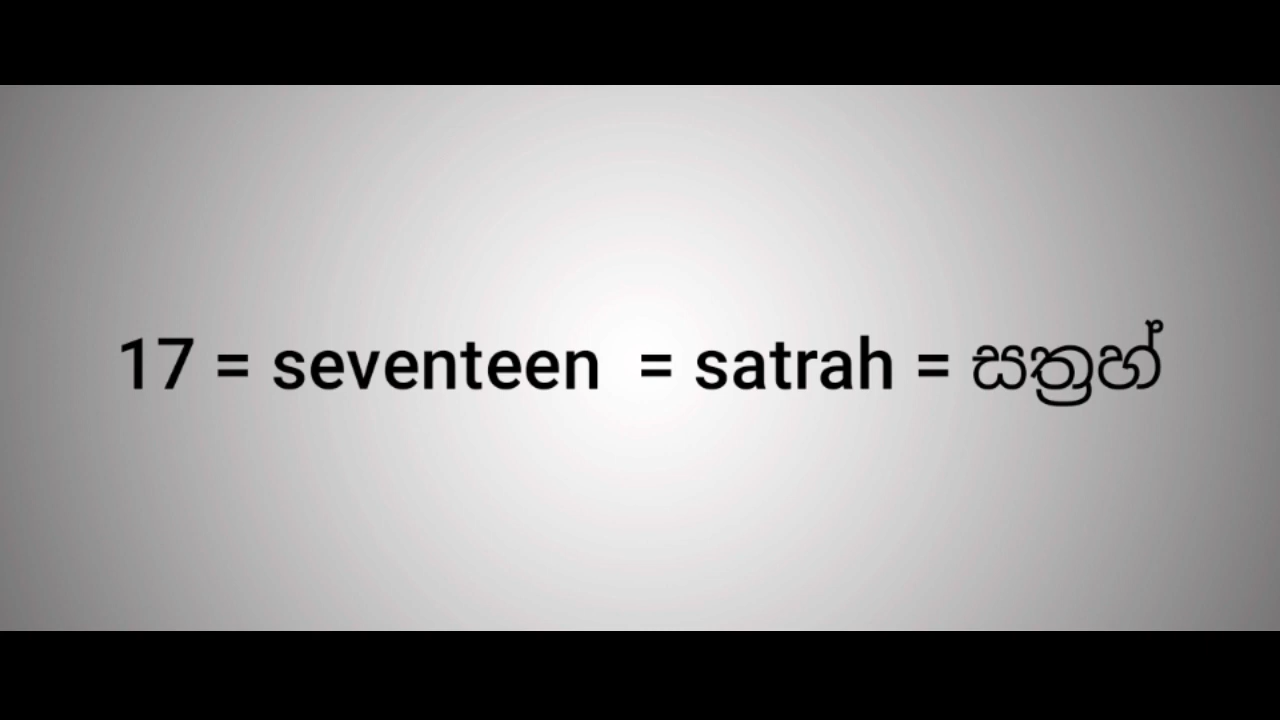 17 = seventeen  = satrah = සත්‍රහ්